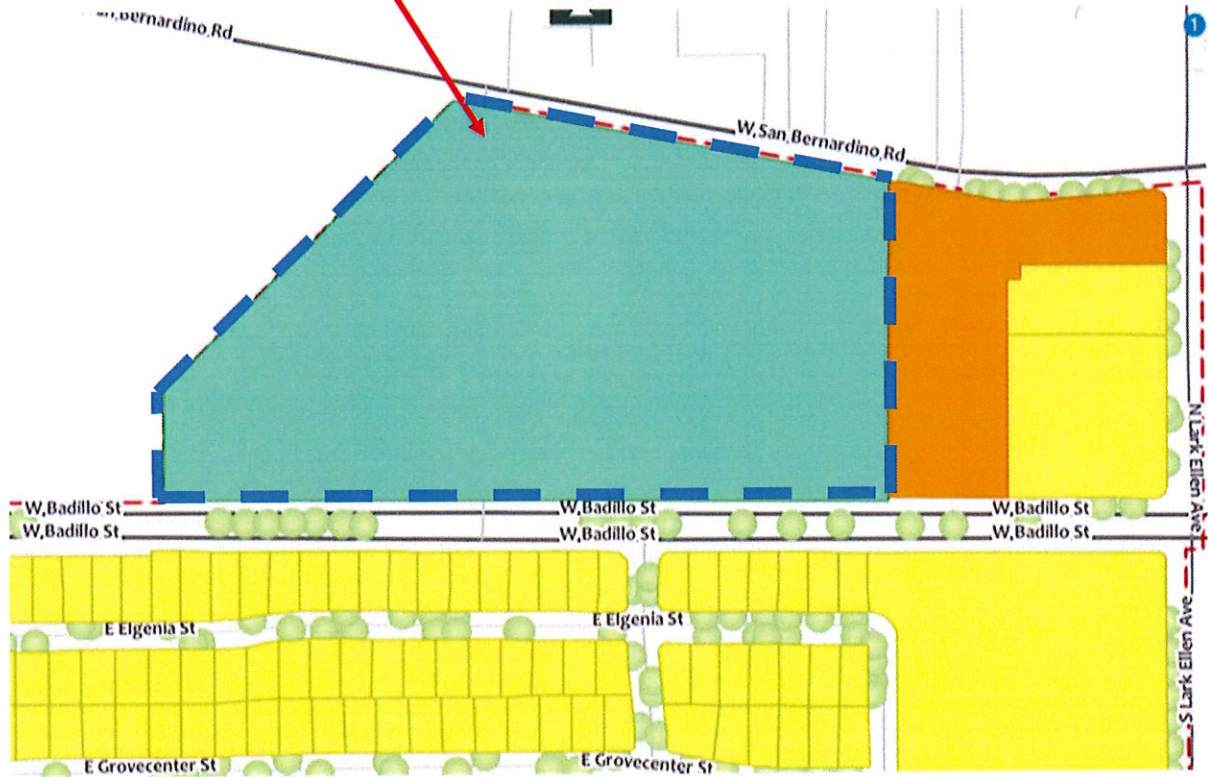 Bernardino Rd
1
W San Bernardino Rd
N Lark Ellen Ave
W Badillo St
W Badillo St
W Badillo St
W Badillo St
W Badillo St
W Badillo St
E Elgenia St
E Elgenia St
S Lark Ellen Ave
E Grovecenter St
E Grovecenter St